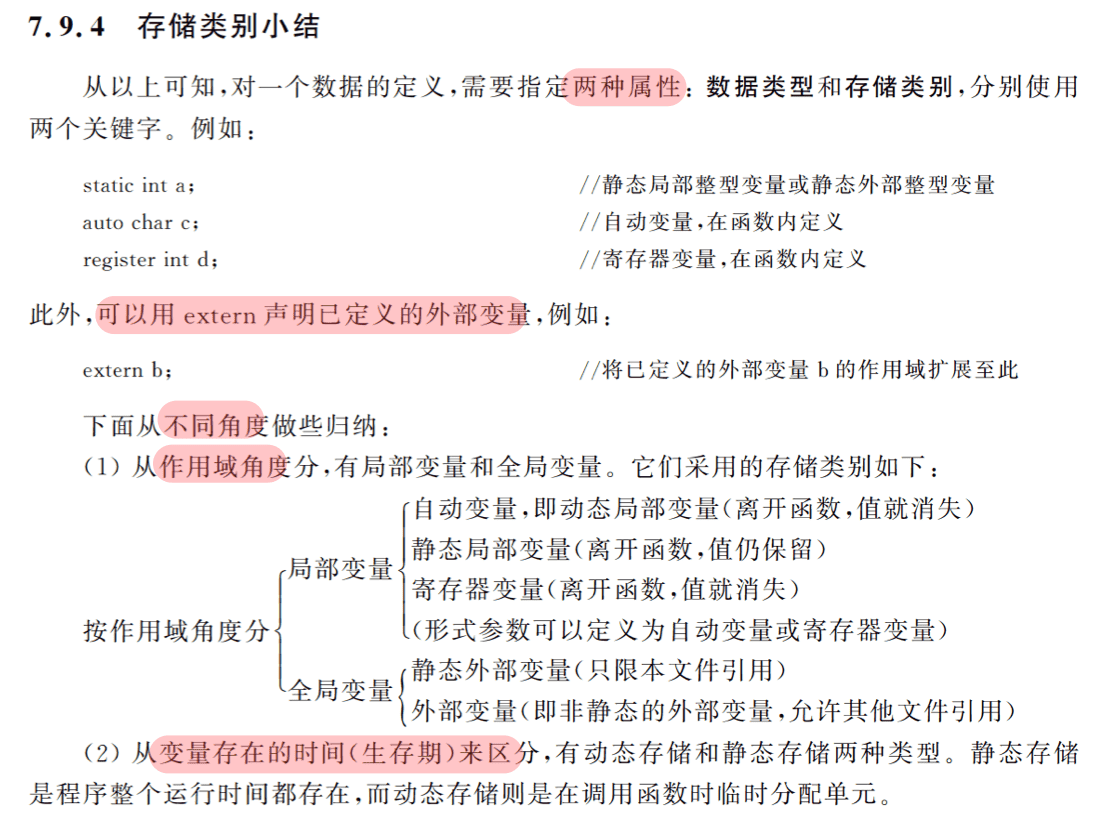 7.9.4 存储类别小结
从以上可知,对一个数据的定义,需要指定两种属性:数据类型和存储类别,分别使用
两个关键字。例如:
static int a; //静态局部整型变量或静态外部整型变量
auto char c; //自动变量,在函数内定义
register int d; //寄存器变量,在函数内定义
此外,可以用 extern 声明已定义的外部变量,例如:
extern b; //将已定义的外部变量 b 的作用域扩展至此
下面从不同角度做些归纳:
(1) 从作用域角度分,有局部变量和全局变量。它们采用的存储类别如下:
按作用域角度分
局部变量
自动变量,即动态局部变量(离开函数,值就消失)
静态局部变量(离开函数,值仍保留)
寄存器变量(离开函数,值就消失)
(形式参数可以定义为自动变量或寄存器变量)
全局变量
静态外部变量(只限本文件引用)
外部变量(即非静态的外部变量,允许其他文件引用)
(2) 从变量存在的时间(生存期)来区分,有动态存储和静态存储两种类型。静态存储
是程序整个运行时间都存在,而动态存储则是在调用函数时临时分配单元。